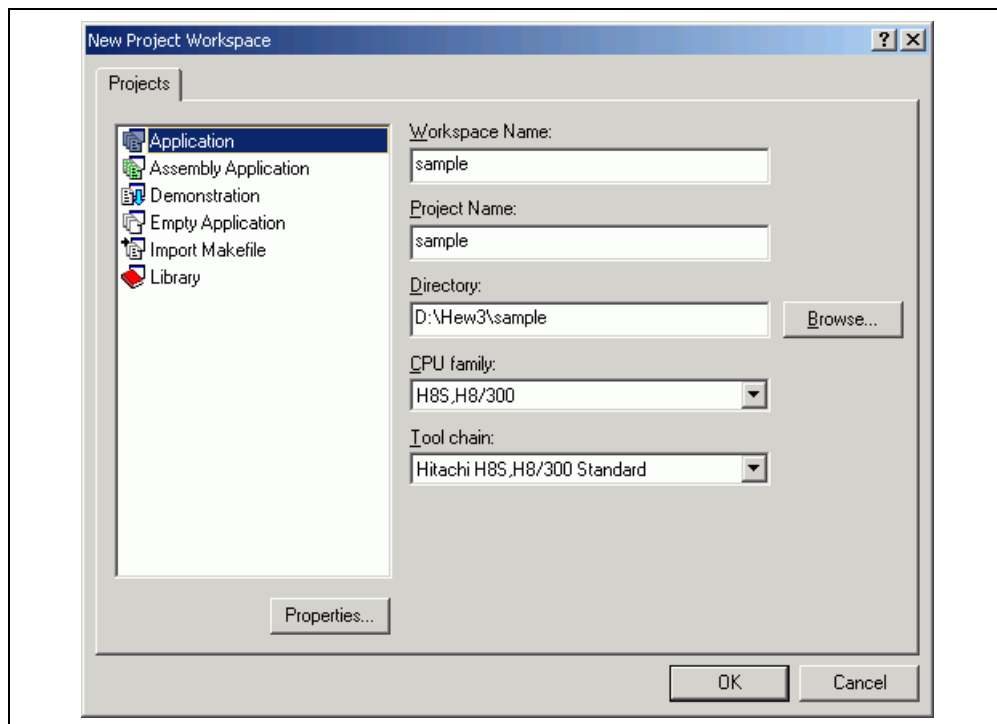 New Project Workspace
Projects
Application
Assembly Application
Demonstration
Empty Application
Import Makefile
Library
Properties...
Workspace Name:
sample
Project Name:
sample
Directory:
D:\Hew3\sample
Browse...
CPU family:
H8S,H8/300
Tool chain:
Hitachi H8S,H8/300 Standard
OK
Cancel